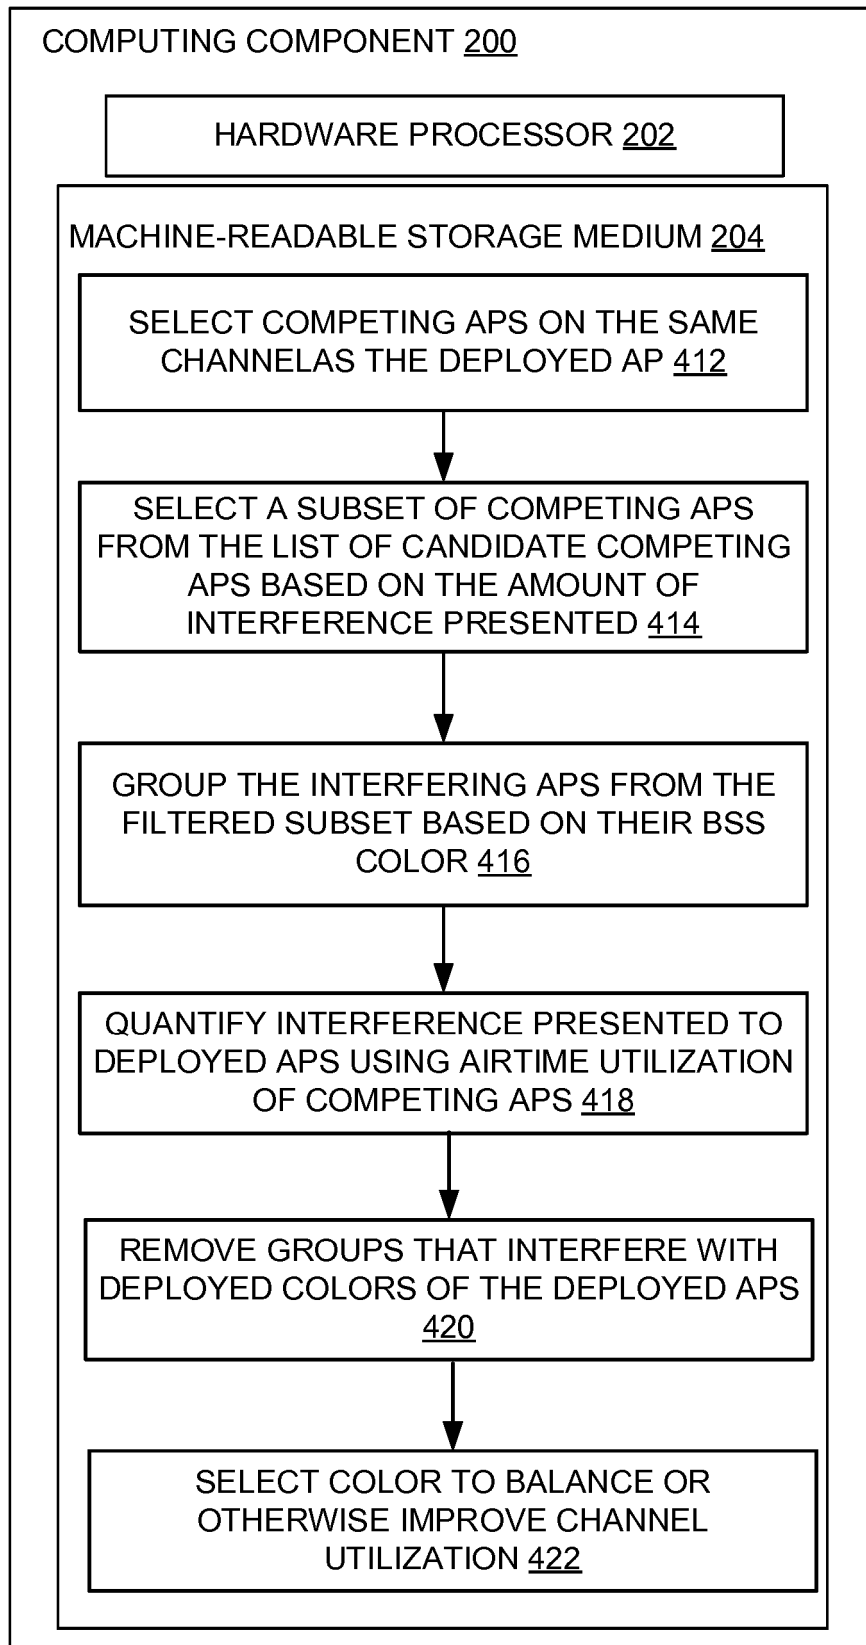 COMPUTING COMPONENT 200
HARDWARE PROCESSOR 202
MACHINE-READABLE STORAGE MEDIUM 204
SELECT COMPETING APS ON THE SAME
CHANNELAS THE DEPLOYED AP 412
SELECT A SUBSET OF COMPETING APS
FROM THE LIST OF CANDIDATE COMPETING
APS BASED ON THE AMOUNT OF
INTERFERENCE PRESENTED 414
GROUP THE INTERFERING APS FROM THE
FILTERED SUBSET BASED ON THEIR BSS
COLOR 416
QUANTIFY INTERFERENCE PRESENTED TO
DEPLOYED APS USING AIRTIME UTILIZATION
OF COMPETING APS 418
REMOVE GROUPS THAT INTERFERE WITH
DEPLOYED COLORS OF THE DEPLOYED APS
420
SELECT COLOR TO BALANCE OR
OTHERWISE IMPROVE CHANNEL
UTILIZATION 422